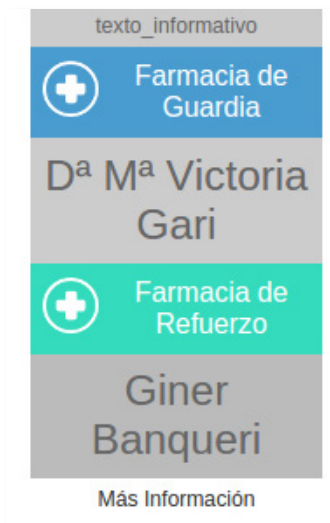 texto_informativo
Farmacia de
Guardia
Dª Mª Victoria
Gari
Farmacia de
Refuerzo
Giner
Banqueri
Más Información